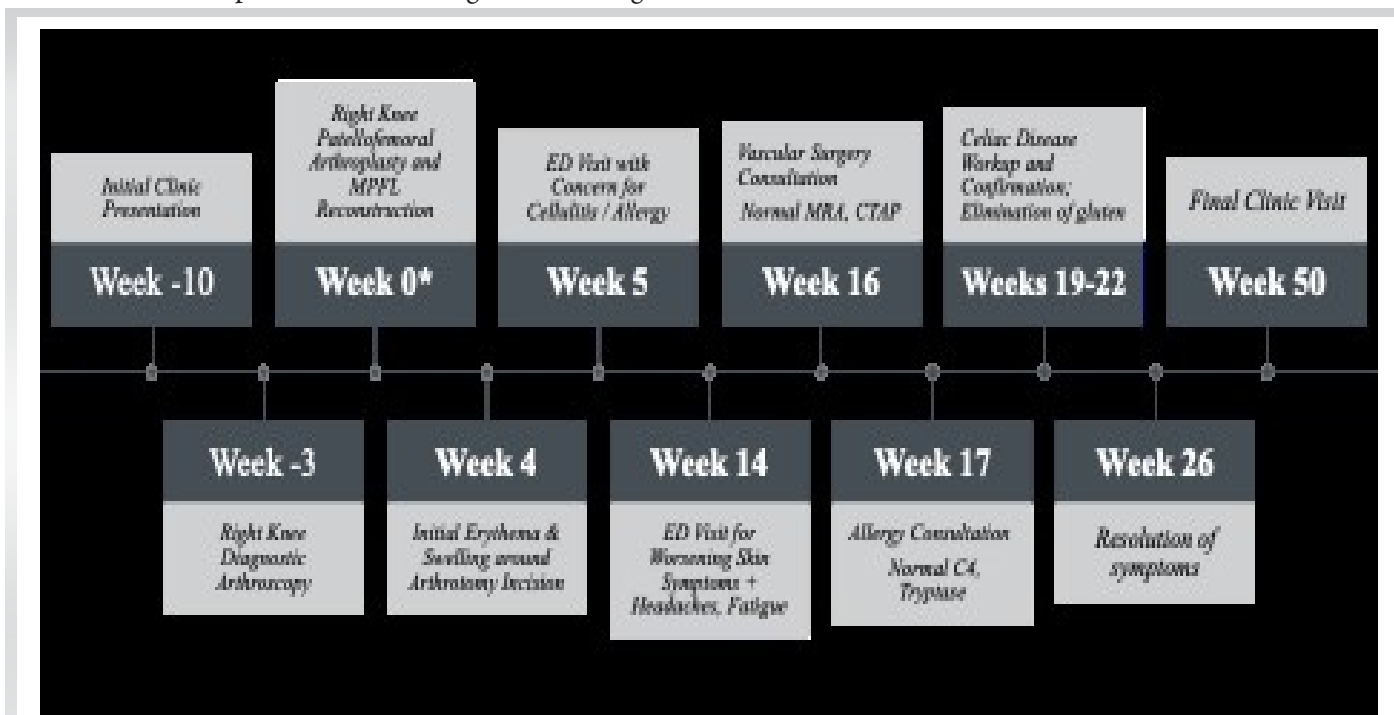 Initial Clinic
Presentation
Week -10
Right Knee
Diagnostic
Arthroscopy
Week -3
Right Knee
Patellofemoral
Arthroplasty and
MPFL
Reconstruction
Week 0*
Week 4
Initial Erythema &
Swelling around
Arthrotomy Incision
ED Visit with
Concern for
Cellulitis / Allergy
Week 5
Week 14
ED Visit for
Worsening Skin
Symptoms +
Headaches, Fatigue
Vascular Surgery
Consultation
Normal MRA, CTAP
Week 16
Week 17
Allergy Consultation
Normal C4,
Tryptase
Celiac Disease
Workup and
Confirmation;
Elimination of gluten
Weeks 19-22
Week 26
Resolution of
symptoms
Final Clinic Visit
Week 50